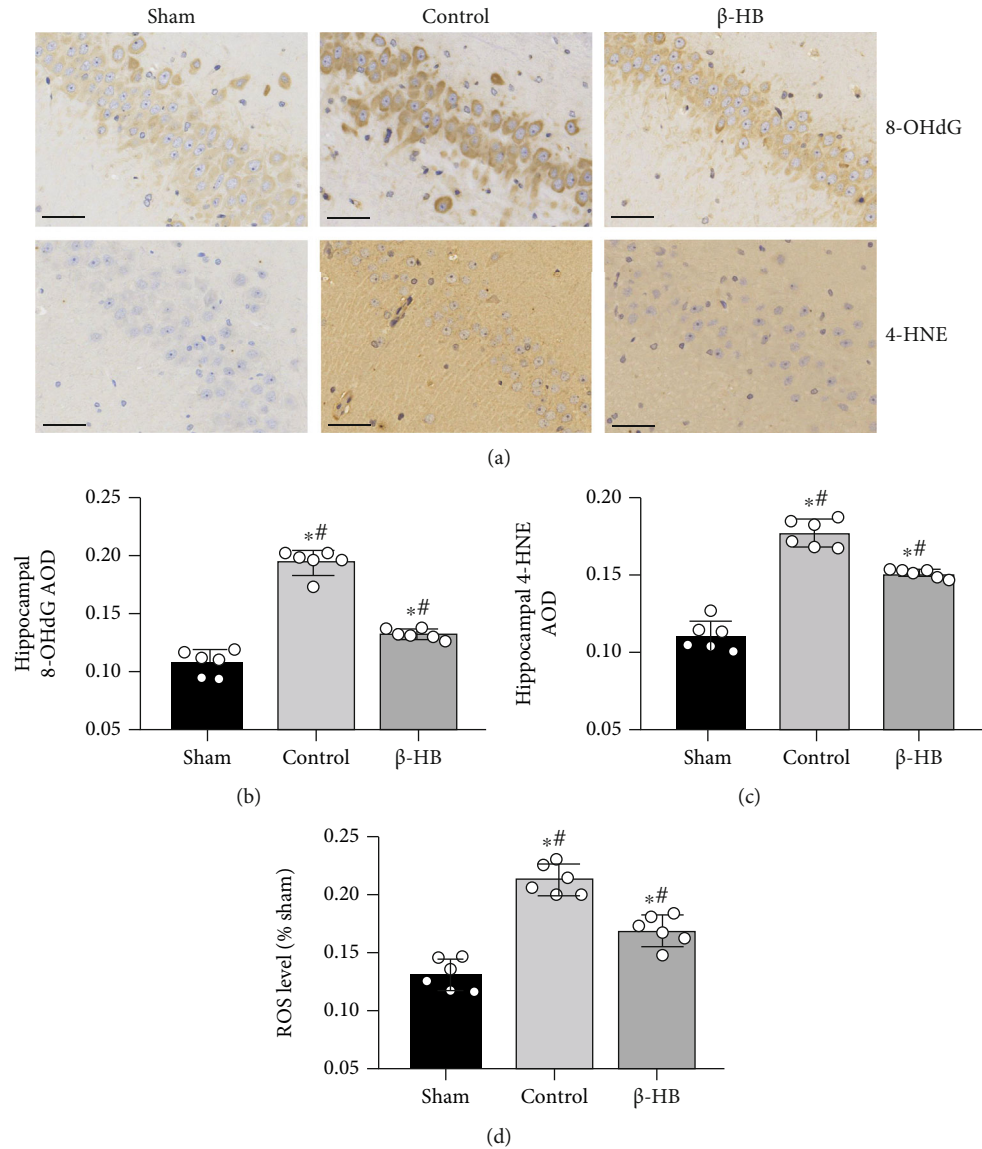 Sham
Control
β-HB
8-OHdG
4-HNE
(a)
Hippocampal
8-OHdG AOD
0.25
0.20
0.15
0.10
0.05
*#
*#
Sham
Control
β-HB
(b)
Hippocampal 4-HNE
AOD
0.20
0.15
0.10
0.05
*#
*#
Sham
Control
β-HB
(c)
ROS level (% sham)
0.25
0.20
0.15
0.10
0.05
*#
*#
Sham
Control
β-HB
(d)